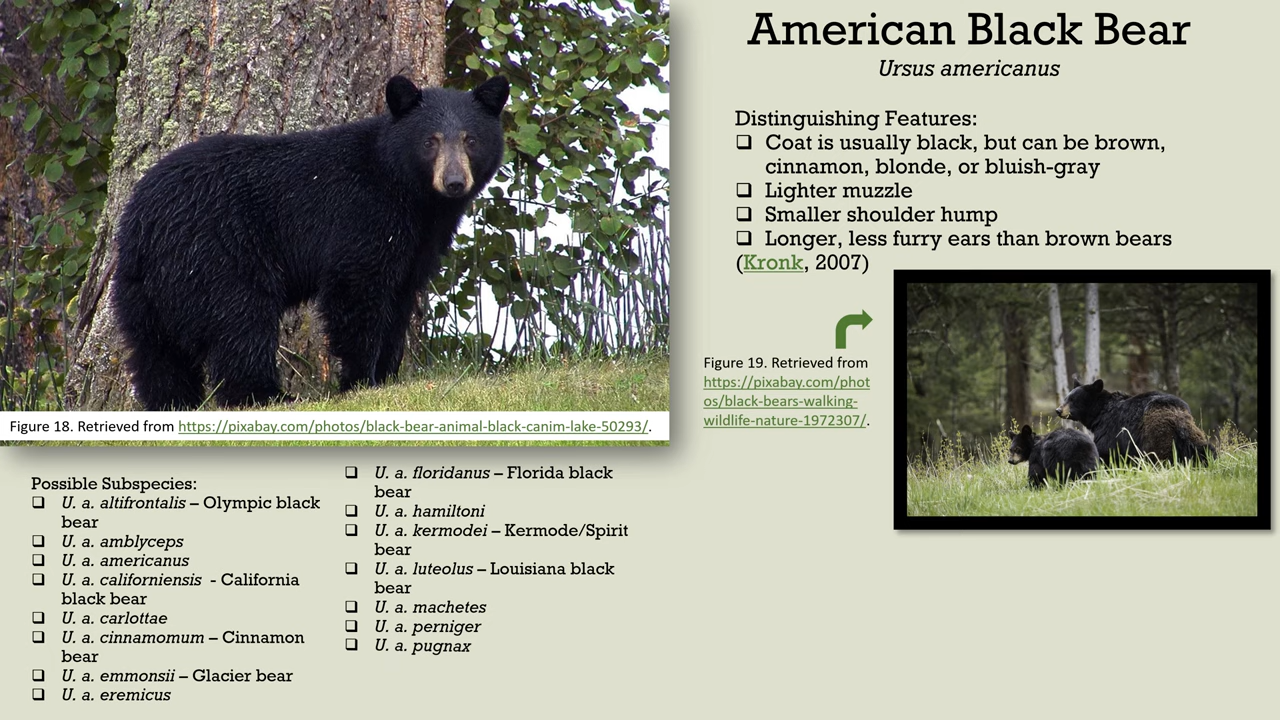 American Black Bear
Ursus americanus
Distinguishing Features:
❑ Coat is usually black, but can be brown,
cinnamon, blonde, or bluish-gray
❑ Lighter muzzle
❑ Smaller shoulder hump
❑ Longer, less furry ears than brown bears
(Kronk, 2007)
Figure 19. Retrieved from
https://pixabay.com/phot
os/black-bears-walking-
wildlife-nature-1972307/.
Figure 18. Retrieved from https://pixabay.com/photos/black-bear-animal-black-canim-lake-50293/.
Possible Subspecies:
❑ U. a. altifrontalis – Olympic black
bear
❑ U. a. amblyceps
❑ U. a. americanus
❑ U. a. californiensis - California
black bear
❑ U. a. carlottae
❑ U. a. cinnamomum – Cinnamon
bear
❑ U. a. emmonsii – Glacier bear
❑ U. a. eremicus
❑ U. a. floridanus – Florida black
bear
❑ U. a. hamiltoni
❑ U. a. kermodei – Kermode/Spirit
bear
❑ U. a. luteolus – Louisiana black
bear
❑ U. a. machetes
❑ U. a. perniger
❑ U. a. pugnax